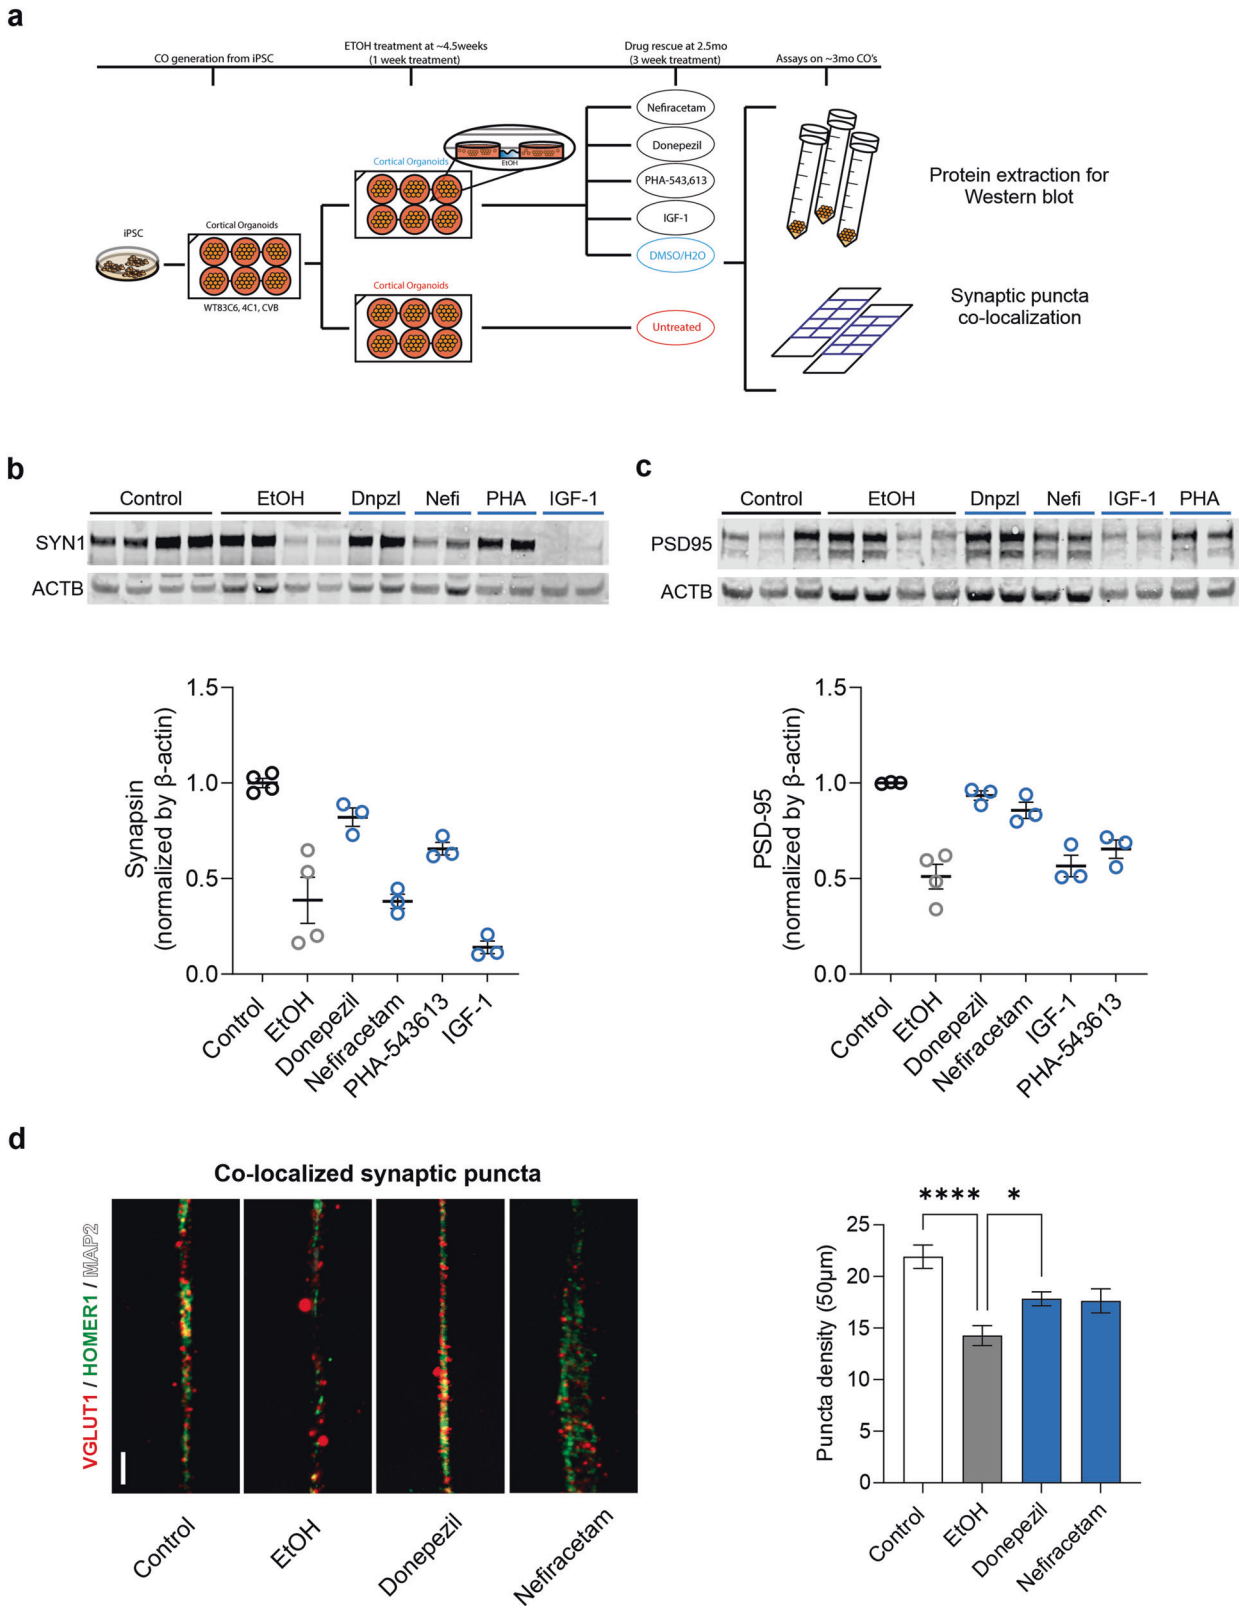 a
CO generation from iPSC
ETOH treatment at ~4.5weeks
(1 week treatment)
Drug rescue at 2.5mo
(3 week treatment)
Assays on ~3mo CO's
iPSC
Cortical Organoids
WT83C6, 4C1, CVB
Cortical Organoids
EtOH
Cortical Organoids
Nefiracetam
Donepezil
PHA-543,613
IGF-1
DMSO/H2O
Untreated
Protein extraction for
Western blot
Synaptic puncta
co-localization
b
Control EtOH Dnpzl Nefi PHA IGF-1
SYN1
ACTB
Synapsin
(normalized by β-actin)
1.5
1.0
0.5
0.0
Control
EtOH
Donepezil
Nefiracetam
PHA-543613
IGF-1
c
Control EtOH Dnpzl Nefi IGF-1 PHA
PSD95
ACTB
PSD-95
(normalized by β-actin)
1.5
1.0
0.5
0.0
Control
EtOH
Donepezil
Nefiracetam
IGF-1
PHA-543613
d
Co-localized synaptic puncta
VGLUT1 / HOMER1 / MAP2
Control
EtOH
Donepezil
Nefiracetam
**** *
Puncta density (50µm)
25
20
15
10
5
0
Control
EtOH
Donepezil
Nefiracetam